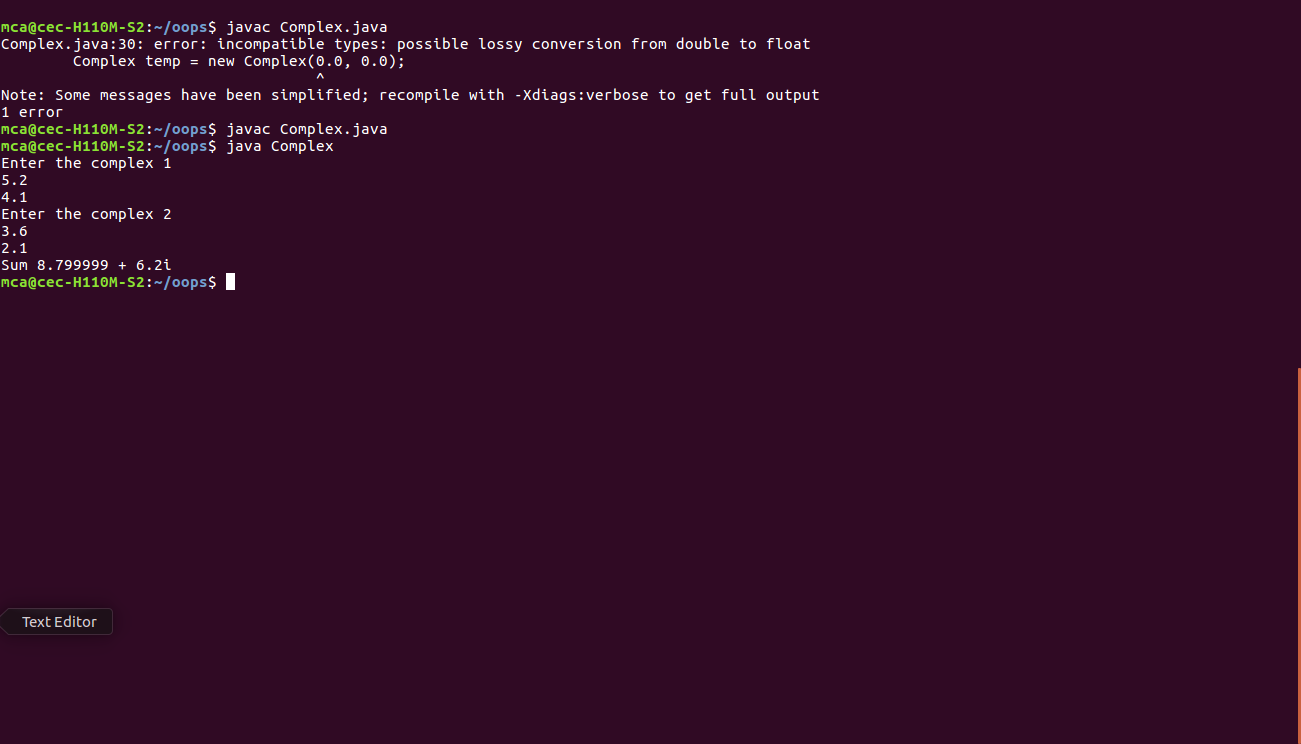 mca@cec-H110M-S2:~/oops$ javac Complex.java
Complex.java:30: error: incompatible types: possible lossy conversion from double to float
        Complex temp = new Complex(0.0, 0.0);
                                   ^
Note: Some messages have been simplified; recompile with -Xdiags:verbose to get full output
1 error
mca@cec-H110M-S2:~/oops$ javac Complex.java
mca@cec-H110M-S2:~/oops$ java Complex
Enter the complex 1
5.2
4.1
Enter the complex 2
3.6
2.1
Sum 8.799999 + 6.2i
mca@cec-H110M-S2:~/oops$
Text Editor